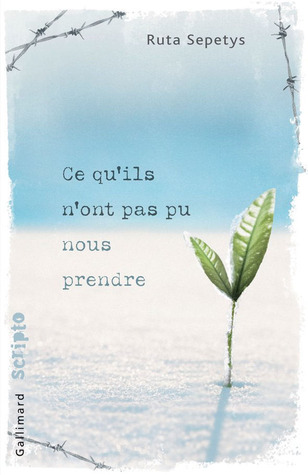 Ruta Sepetys
Ce qu'ils
n'ont pas pu
nous
prendre
Gallimard scripto